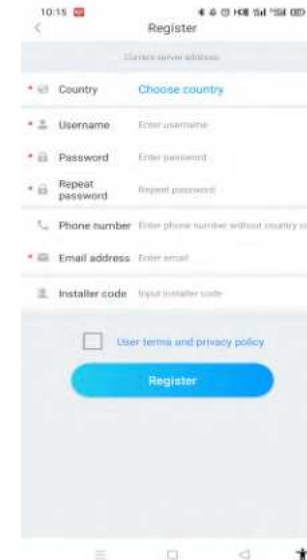 10:15
Register
Current server address:
* Country Choose country
* Username Enter username
* Password Enter password
* Repeat password Repeat password
Phone number Enter phone number without country co
* Email address Enter email
Installer code Input installer code
User terms and privacy policy
Register